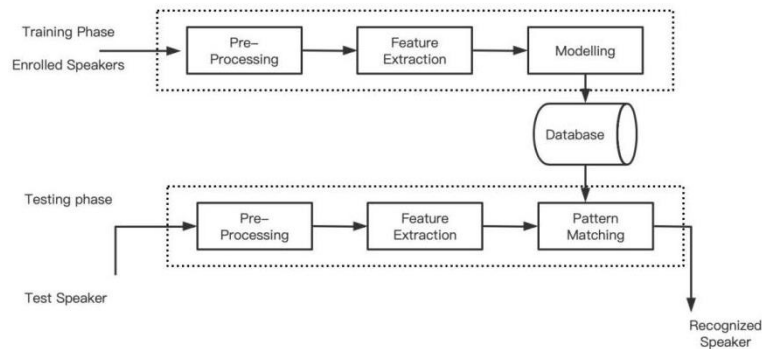 Training Phase
Enrolled Speakers
Pre-
Processing
Feature
Extraction
Modelling
Database
Testing phase
Pre-
Processing
Feature
Extraction
Pattern
Matching
Test Speaker
Recognized
Speaker